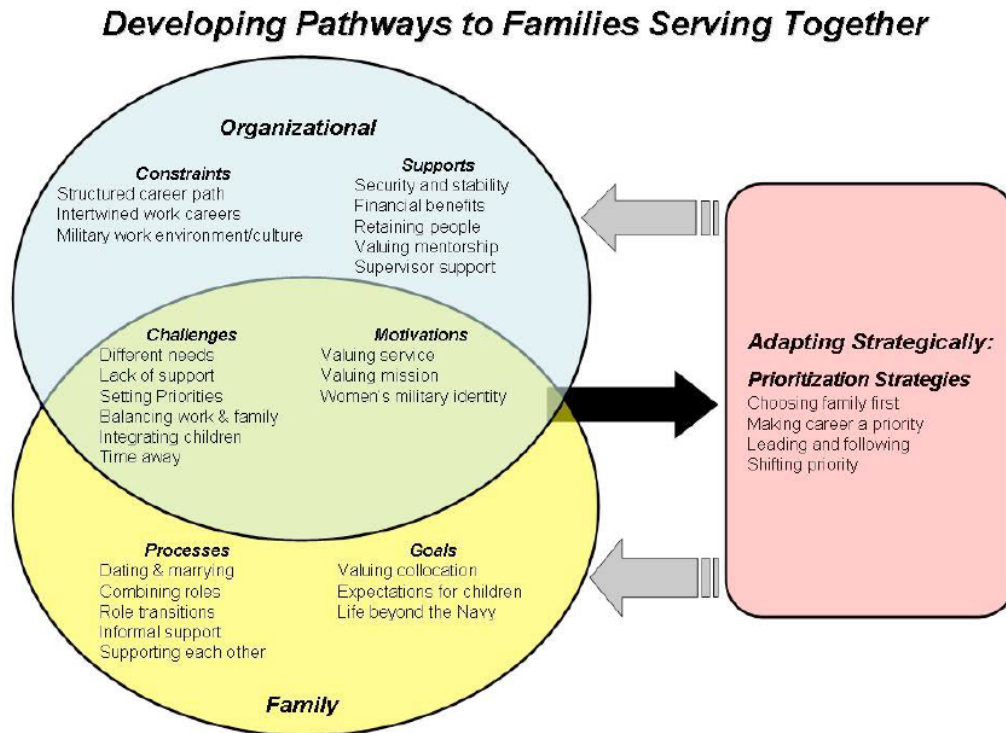 Developing Pathways to Families Serving Together
Organizational
Constraints
Structured career path
Intertwined work careers
Military work environment/culture
Supports
Security and stability
Financial benefits
Retaining people
Valuing mentorship
Supervisor support
Challenges
Different needs
Lack of support
Setting Priorities
Balancing work & family
Integrating children
Time away
Motivations
Valuing service
Valuing mission
Women's military identity
Processes
Dating & marrying
Combining roles
Role transitions
Informal support
Supporting each other
Goals
Valuing collocation
Expectations for children
Life beyond the Navy
Family
Adapting Strategically:
Prioritization Strategies
Choosing family first
Making career a priority
Leading and following
Shifting priority